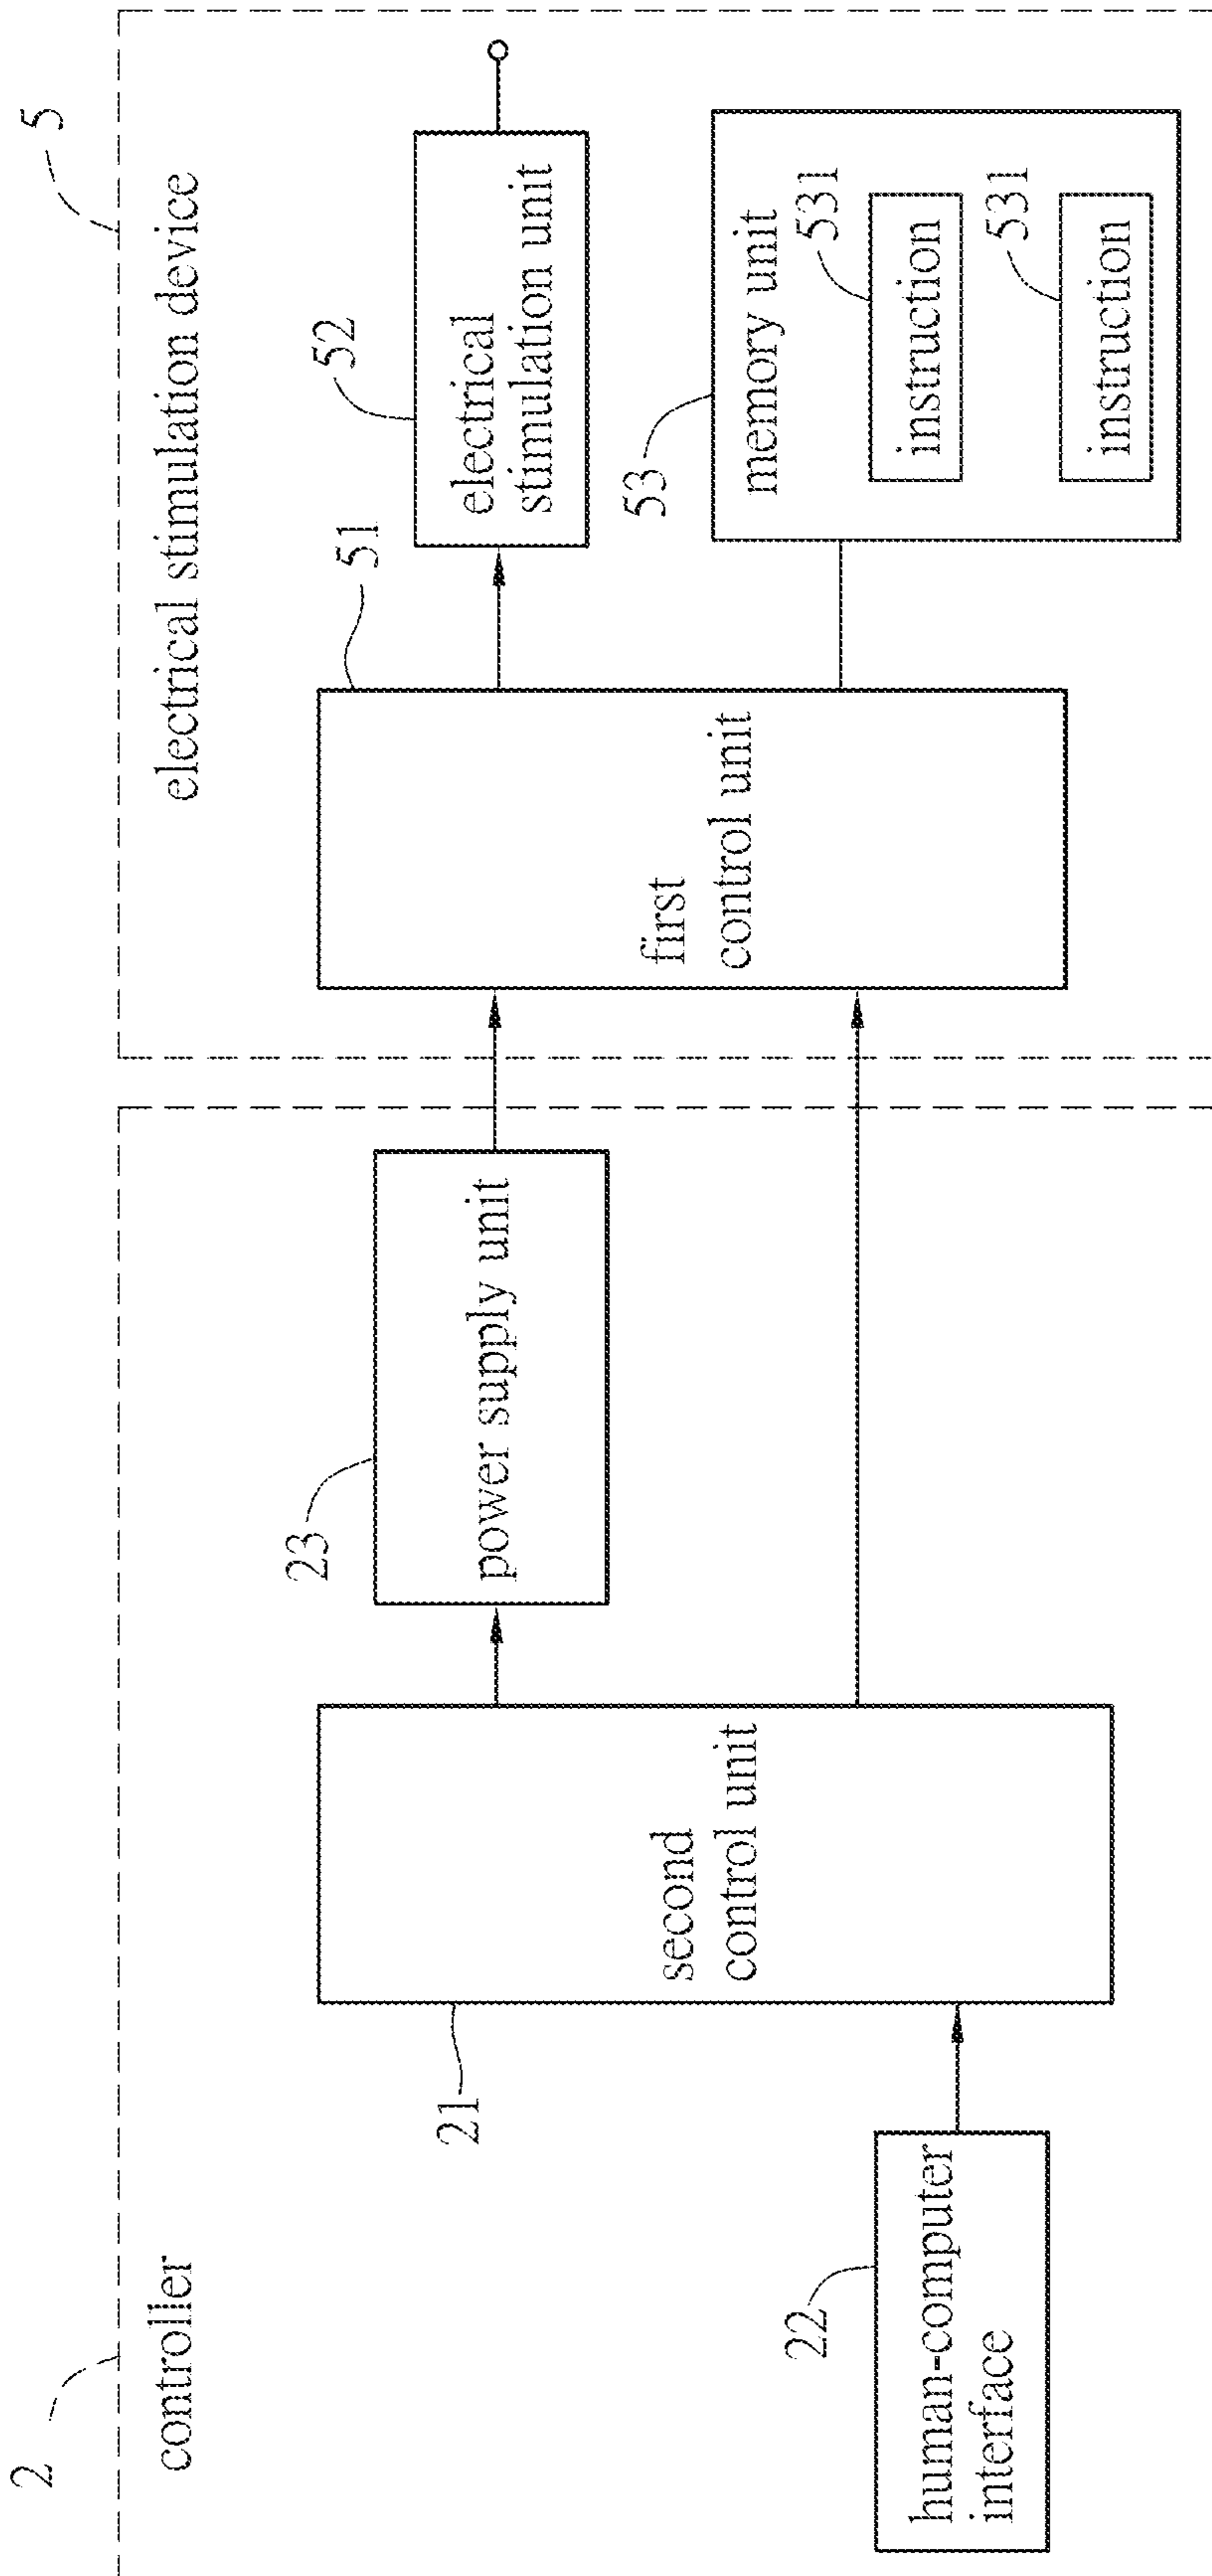 2
controller
22
human-computer
interface
21
second
control unit
23
power supply unit
5
electrical stimulation device
51
first
control unit
52
electrical
stimulation unit
53
memory unit
531
instruction
531
instruction